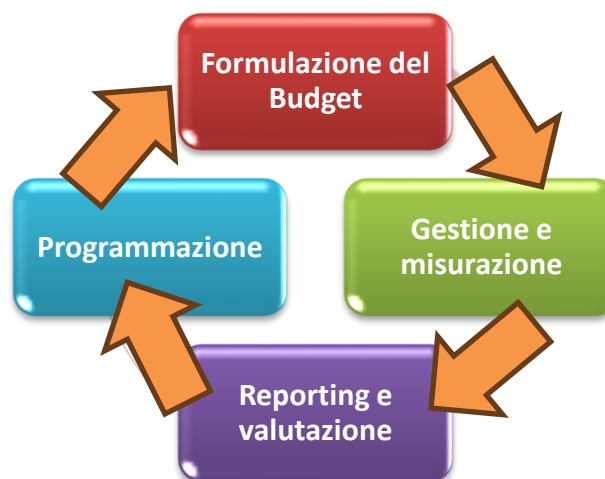 Formulazione del
Budget
Programmazione
Gestione e
misurazione
Reporting e
valutazione